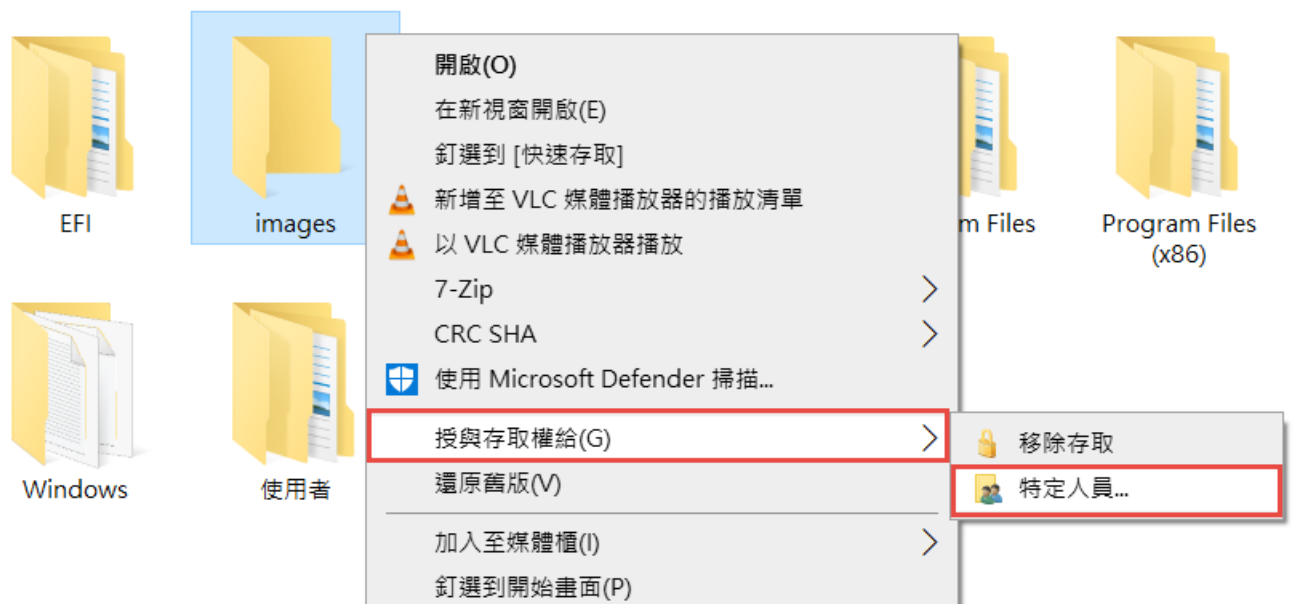 開啟(O)
在新視窗開啟(E)
釘選到 [快速存取]
新增至 VLC 媒體播放器的播放清單
以 VLC 媒體播放器播放
7-Zip
CRC SHA
使用 Microsoft Defender 掃描...
授與存取權給(G)
還原舊版(V)
加入至媒體櫃(I)
釘選到開始畫面(P)
移除存取
特定人員...
EFI
images
m Files
Program Files
(x86)
Windows
使用者